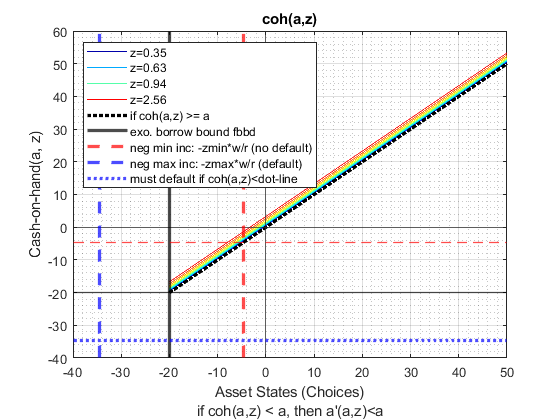 coh(a,z)
60
50
40
30
20
10
0
-10
-20
-30
-40
Cash-on-hand(a, z)
z=0.35
z=0.63
z=0.94
z=2.56
if coh(a,z) >= a
exo. borrow bound fbbd
neg min inc: -zmin*w/r (no default)
neg max inc: -zmax*w/r (default)
must default if coh(a,z)<dot-line
-40 -30 -20 -10 0 10 20 30 40 50
Asset States (Choices)
if coh(a,z) < a, then a'(a,z)<a